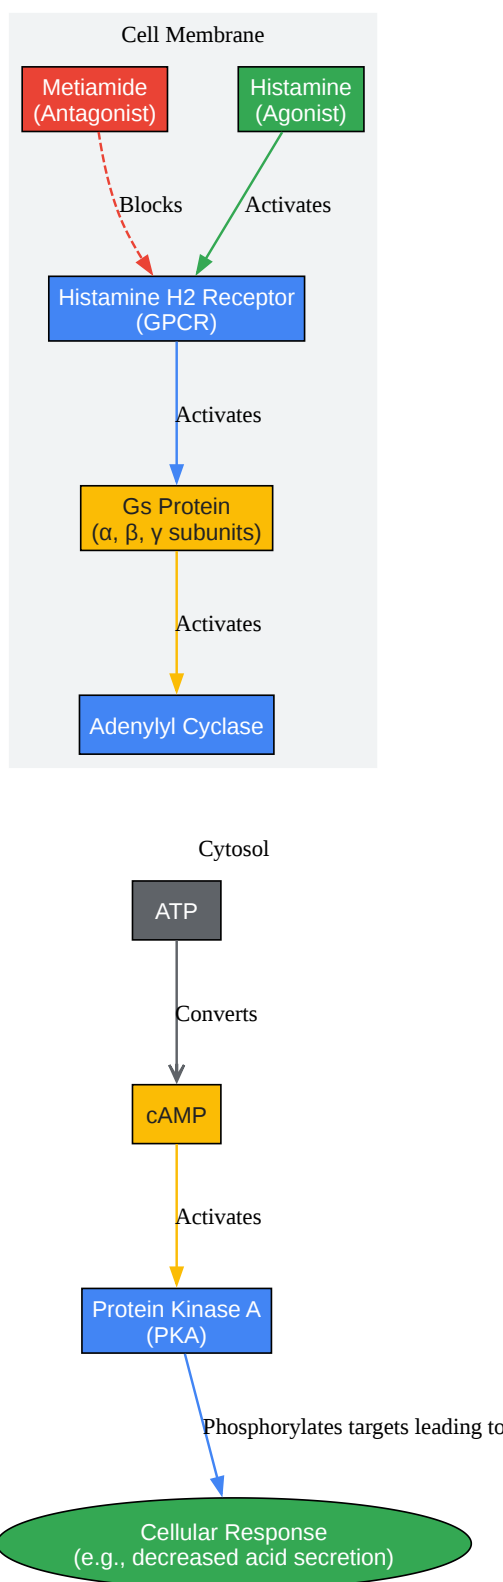 Cell Membrane
Metiamide
(Antagonist)
Histamine
(Agonist)
Blocks
Activates
Histamine H2 Receptor
(GPCR)
Activates
Gs Protein
(α, β, γ subunits)
Activates
Adenylyl Cyclase
Cytosol
ATP
Converts
cAMP
Activates
Protein Kinase A
(PKA)
Phosphorylates targets leading to
Cellular Response
(e.g., decreased acid secretion)